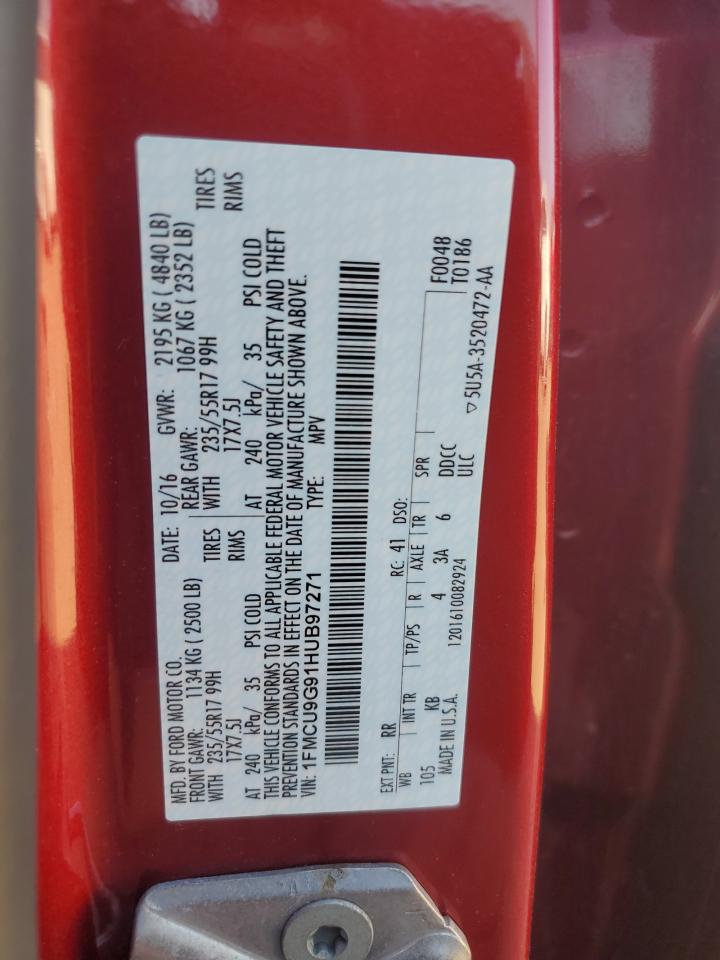 MFD. BY FORD MOTOR CO.
DATE: 10/16 GVWR: 2195 KG ( 4840 LB)
FRONT GAWR: 1134 KG ( 2500 LB) REAR GAWR: 1067 KG ( 2352 LB)
WITH 235/55R17 99H TIRES WITH 235/55R17 99H TIRES
17X7.5J RIMS 17X7.5J RIMS
AT 240 kPa/ 35 PSI COLD AT 240 kPa/ 35 PSI COLD
THIS VEHICLE CONFORMS TO ALL APPLICABLE FEDERAL MOTOR VEHICLE SAFETY AND THEFT
PREVENTION STANDARDS IN EFFECT ON THE DATE OF MANUFACTURE SHOWN ABOVE.
VIN: 1FMCU9G91HUB97271 TYPE: MPV
EXT PNT: RR RC: 41 DSO: F0048
WB INT TR TP/PS R AXLE TR SPR T0186
105 KB 4 3A 6 DDCC
MADE IN U.S.A. 1201610082924 ULC
▽5U5A-3520472-AA